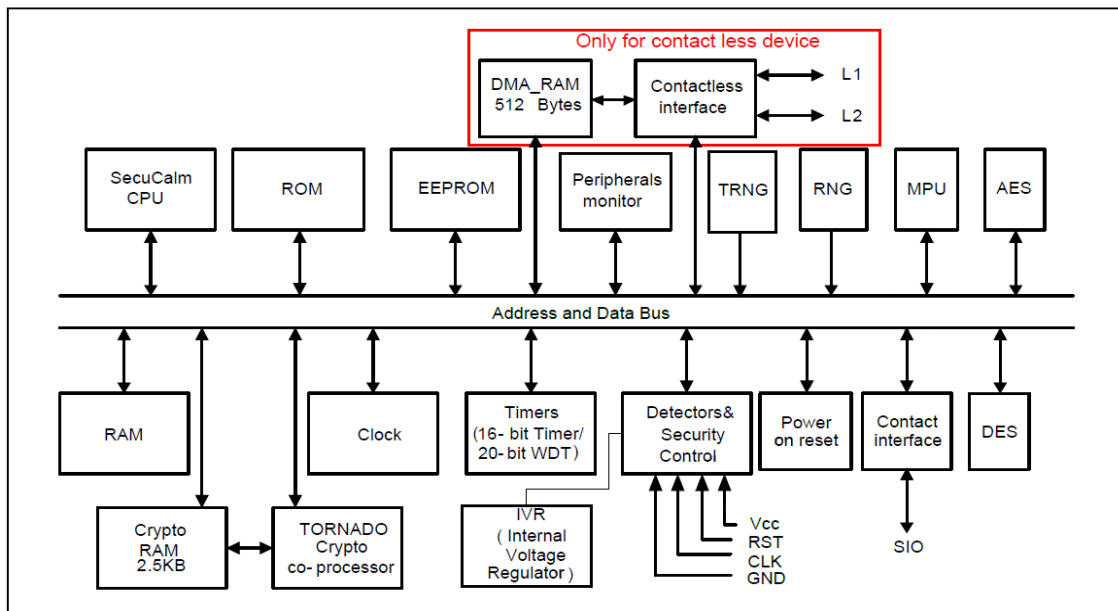 Only for contact less device
DMA_RAM
512 Bytes
Contactless
interface
L1
L2
SecuCalm
CPU
ROM
EEPROM
Peripherals
monitor
TRNG
RNG
MPU
AES
Address and Data Bus
RAM
Clock
Timers
(16- bit Timer/
20- bit WDT)
Detectors&
Security
Control
Power
on reset
Contact
interface
DES
Crypto
RAM
2.5KB
TORNADO
Crypto
co- processor
IVR
( Internal
Voltage
Regulator )
Vcc
RST
CLK
GND
SIO